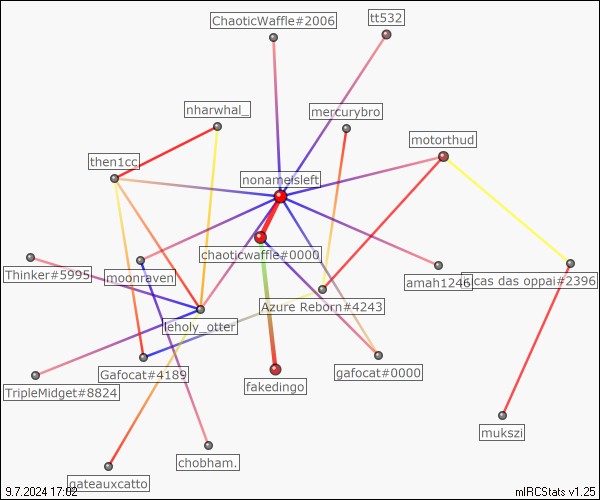 ChaoticWaffle#2006
tt532
nharwhal_
mercurybro
motorthud
then1cc
nonameisleft
chaoticwaffle#0000
Thinker#5995
moonraven
amah1246
cas das oppai#2396
Azure Reborn#4243
leholy_otter
Gafocat#4189
gafocat#0000
TripleMidget#8824
fakedingo
mukszi
chobham.
gateauxcatto
9.7.2024 17:02
mIRCStats v1.25